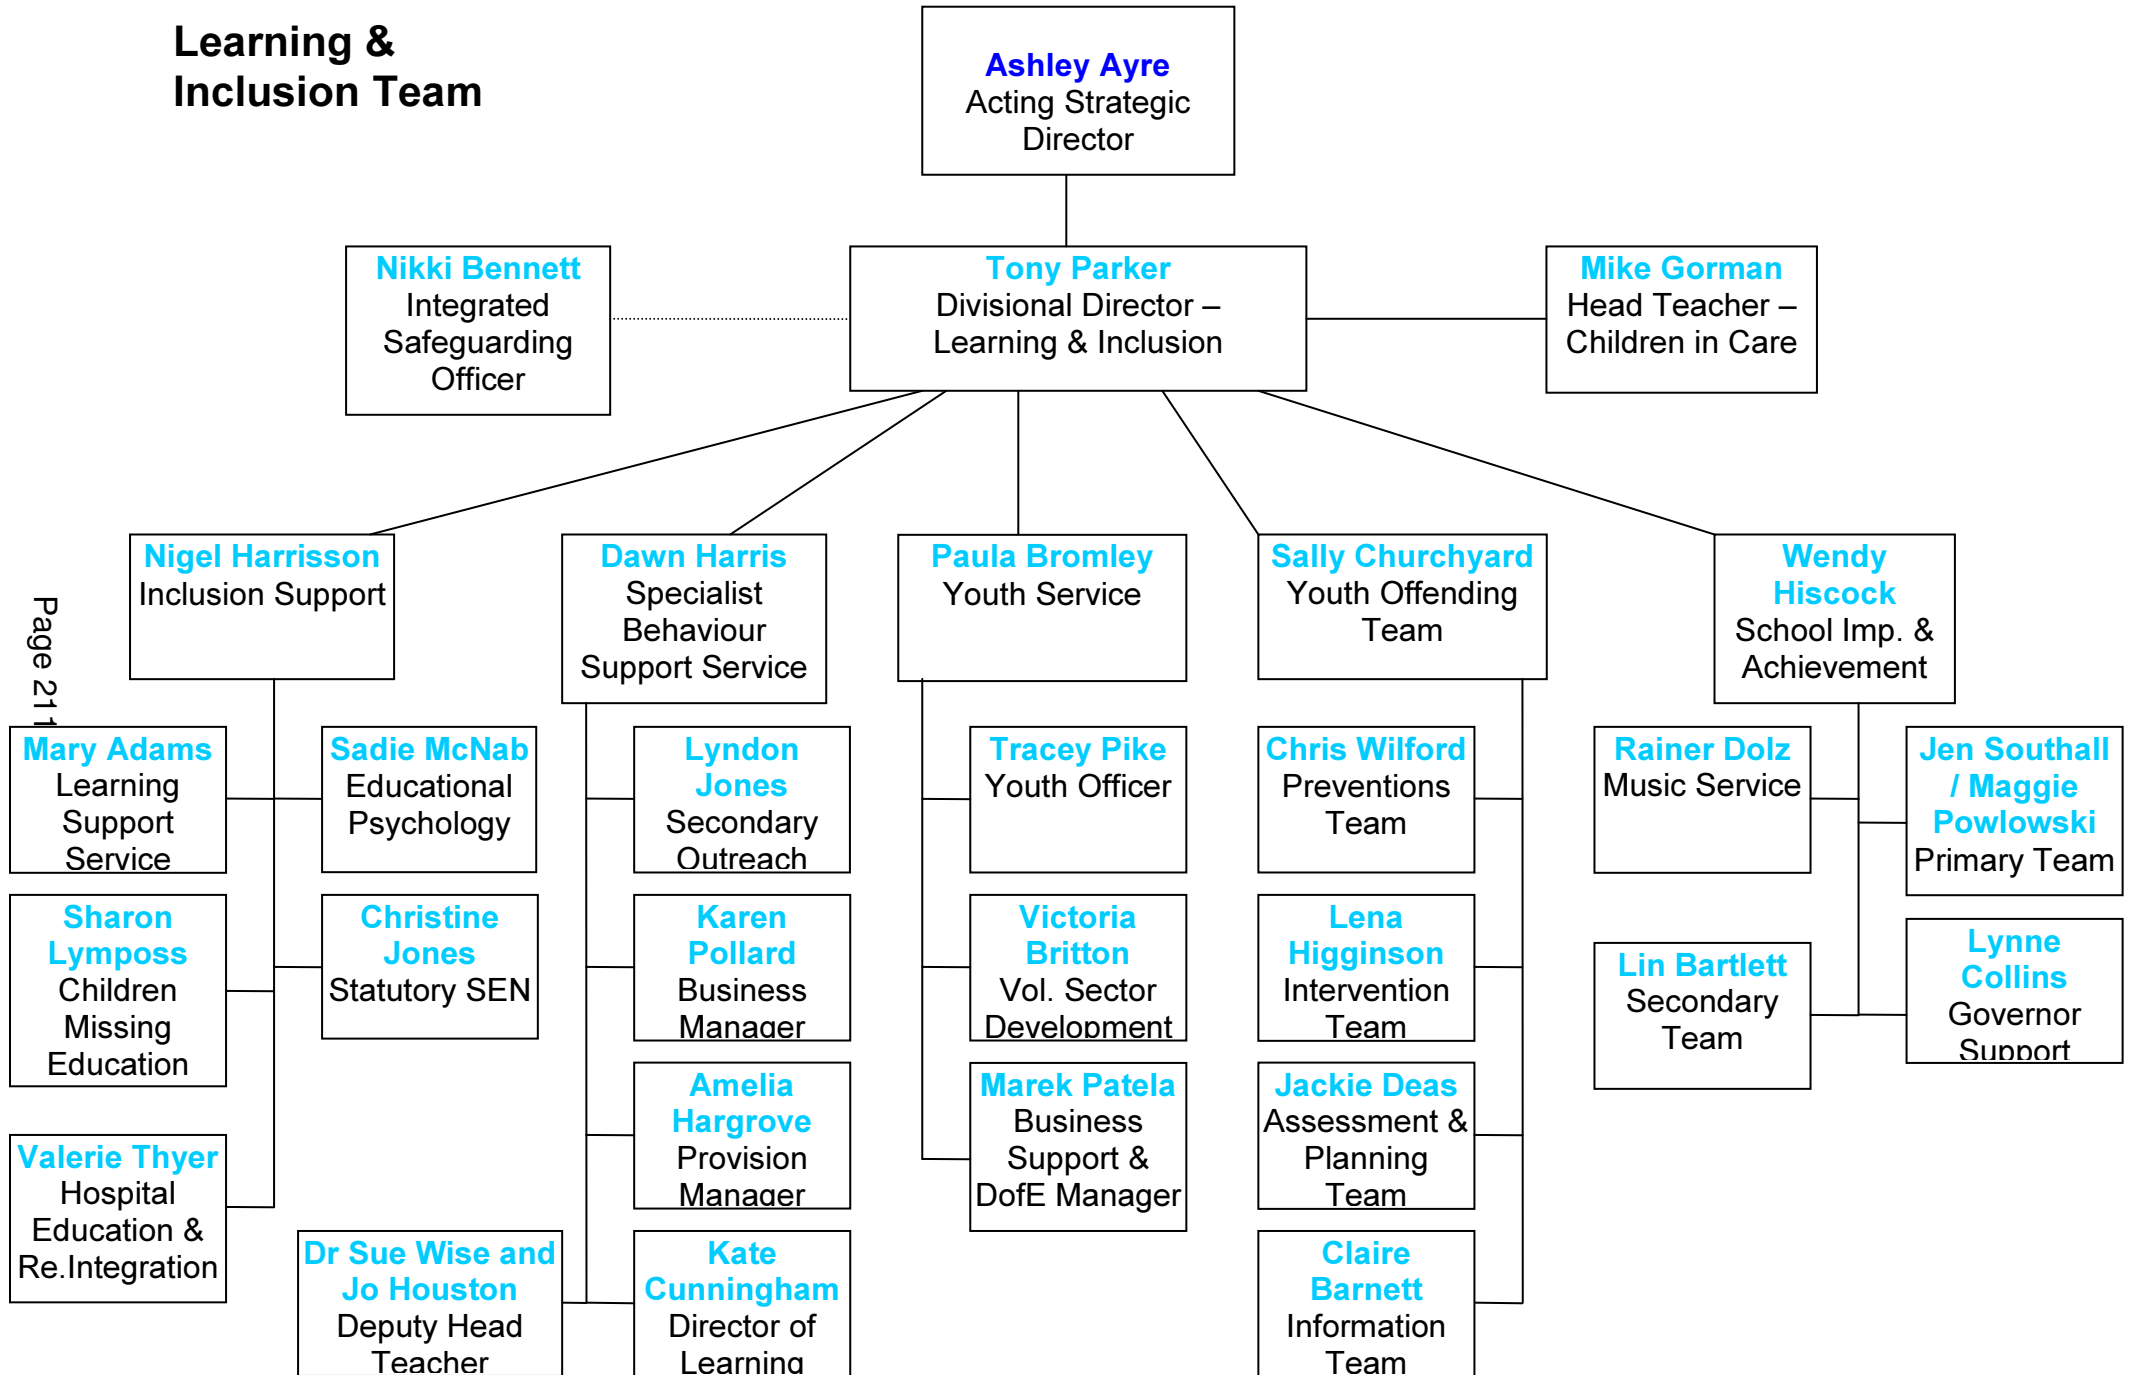 Learning &
Inclusion Team
Ashley Ayre
Acting Strategic
Director
Nikki Bennett
Integrated
Safeguarding
Officer
Tony Parker
Divisional Director –
Learning & Inclusion
Mike Gorman
Head Teacher –
Children in Care
Nigel Harrisson
Inclusion Support
Dawn Harris
Specialist
Behaviour
Support Service
Paula Bromley
Youth Service
Sally Churchyard
Youth Offending
Team
Wendy
Hiscock
School Imp. &
Achievement
Page 211
Mary Adams
Learning
Support
Service
Sadie McNab
Educational
Psychology
Lyndon
Jones
Secondary
Outreach
Tracey Pike
Youth Officer
Chris Wilford
Preventions
Team
Rainer Dolz
Music Service
Jen Southall
/ Maggie
Powlowski
Primary Team
Sharon
Lymposs
Children
Missing
Education
Christine
Jones
Statutory SEN
Karen
Pollard
Business
Manager
Victoria
Britton
Vol. Sector
Development
Lena
Higginson
Intervention
Team
Lin Bartlett
Secondary
Team
Lynne
Collins
Governor
Support
Valerie Thyer
Hospital
Education &
Re.Integration
Amelia
Hargrove
Provision
Manager
Marek Patela
Business
Support &
DofE Manager
Jackie Deas
Assessment &
Planning
Team
Dr Sue Wise and
Jo Houston
Deputy Head
Teacher
Kate
Cunningham
Director of
Learning
Claire
Barnett
Information
Team